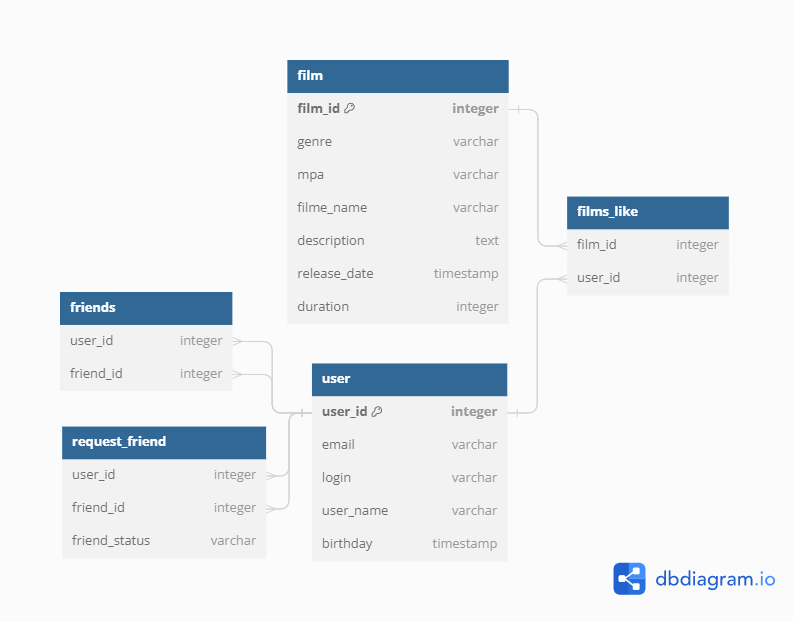 film
film_id integer
genre varchar
mpa varchar
filme_name varchar
description text
release_date timestamp
duration integer
films_like
film_id integer
user_id integer
friends
user_id integer
friend_id integer
user
user_id integer
email varchar
login varchar
user_name varchar
birthday timestamp
request_friend
user_id integer
friend_id integer
friend_status varchar
dbdiagram.io